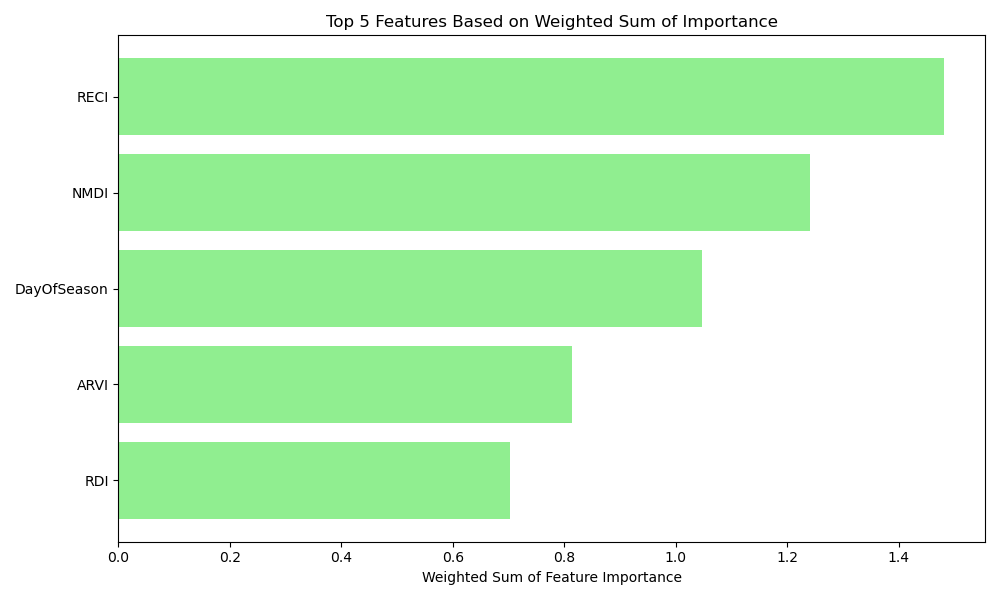 Top 5 Features Based on Weighted Sum of Importance
RECI
NMDI
DayOfSeason
ARVI
RDI
0.0 0.2 0.4 0.6 0.8 1.0 1.2 1.4
Weighted Sum of Feature Importance